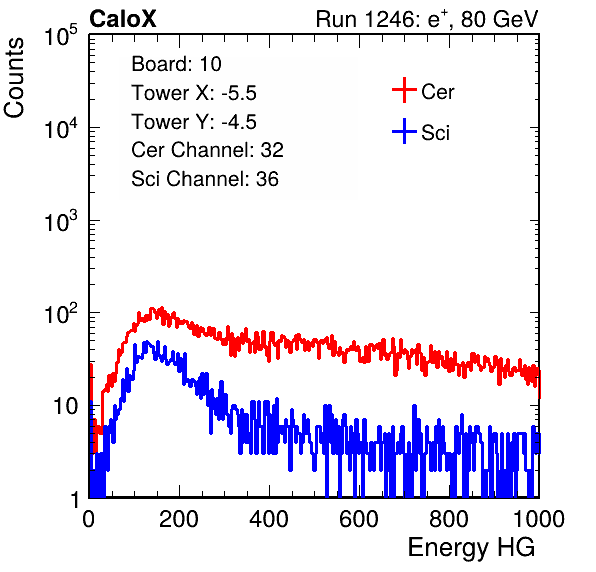 CaloX Run 1246: e⁺, 80 GeV
Counts
10⁵
10⁴
10³
10²
10
1
Board: 10
Tower X: -5.5
Tower Y: -4.5
Cer Channel: 32
Sci Channel: 36
Cer
Sci
0 200 400 600 800 1000
Energy HG